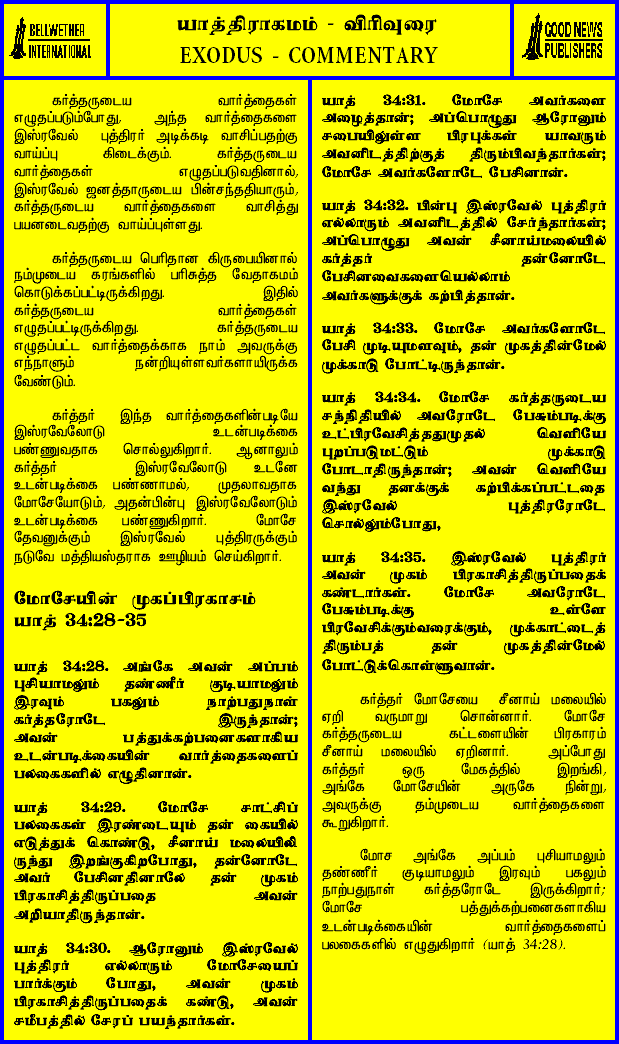 BELLWETHER
INTERNATIONAL
யாத்திராகமம் - விரிவுரை
EXODUS - COMMENTARY
GOOD NEWS
PUBLISHERS
கர்த்தருடைய வார்த்தைகள்
எழுதப்படும்போது, அந்த வார்த்தைகளை
இஸ்ரவேல் புத்திரர் அடிக்கடி வாசிப்பதற்கு
வாய்ப்பு கிடைக்கும். கர்த்தருடைய
வார்த்தைகள் எழுதப்படுவதினால்,
இஸ்ரவேல் ஜனத்தாருடைய பின்சந்ததியாரும்,
கர்த்தருடைய வார்த்தைகளை வாசித்து
பயனடைவதற்கு வாய்ப்புள்ளது.
கர்த்தருடைய பெரிதான கிருபையினால்
நம்முடைய கரங்களில் பரிசுத்த வேதாகமம்
கொடுக்கப்பட்டிருக்கிறது. இதில்
கர்த்தருடைய வார்த்தைகள்
எழுதப்பட்டிருக்கிறது. கர்த்தருடைய
எழுதப்பட்ட வார்த்தைக்காக நாம் அவருக்கு
எந்நாளும் நன்றியுள்ளவர்களாயிருக்க
வேண்டும்.
கர்த்தர் இந்த வார்த்தைகளின்படியே
இஸ்ரவேலோடு உடன்படிக்கை
பண்ணுவதாக சொல்லுகிறார். ஆனாலும்
கர்த்தர் இஸ்ரவேலோடு உடனே
உடன்படிக்கை பண்ணாமல், முதலாவதாக
மோசேயோடும், அதன்பின்பு இஸ்ரவேலோடும்
உடன்படிக்கை பண்ணுகிறார். மோசே
தேவனுக்கும் இஸ்ரவேல் புத்திரருக்கும்
நடுவே மத்தியஸ்தராக ஊழியம் செய்கிறார்.
மோசேயின் முகப்பிரகாசம்
யாத் 34:28-35
யாத் 34:28. அங்கே அவன் அப்பம்
புசியாமலும் தண்ணீர் குடியாமலும்
இரவும் பகலும் நாற்பதுநாள்
கர்த்தரோடே இருந்தான்;
அவன் பத்துக்கற்பனைகளாகிய
உடன்படிக்கையின் வார்த்தைகளைப்
பலகைகளில் எழுதினான்.
யாத் 34:29. மோசே சாட்சிப்
பலகைகள் இரண்டையும் தன் கையில்
எடுத்துக் கொண்டு, சீனாய் மலையிலி
ருந்து இறங்குகிறபோது, தன்னோடே
அவர் பேசினதினாலே தன் முகம்
பிரகாசித்திருப்பதை அவன்
அறியாதிருந்தான்.
யாத் 34:30. ஆரோனும் இஸ்ரவேல்
புத்திரர் எல்லாரும் மோசேயைப்
பார்க்கும் போது, அவன் முகம்
பிரகாசித்திருப்பதைக் கண்டு, அவன்
சமீபத்தில் சேரப் பயந்தார்கள்.
யாத் 34:31. மோசே அவர்களை
அழைத்தான்; அப்பொழுது ஆரோனும்
சபையிலுள்ள பிரபுக்கள் யாவரும்
அவனிடத்திற்குத் திரும்பிவந்தார்கள்;
மோசே அவர்களோடே பேசினான்.
யாத் 34:32. பின்பு இஸ்ரவேல் புத்திரர்
எல்லாரும் அவனிடத்தில் சேர்ந்தார்கள்;
அப்பொழுது அவன் சீனாய்மலையில்
கர்த்தர் தன்னோடே
பேசினவைகளையெல்லாம்
அவர்களுக்குக் கற்பித்தான்.
யாத் 34:33. மோசே அவர்களோடே
பேசி முடியுமளவும், தன் முகத்தின்மேல்
முக்காடு போட்டிருந்தான்.
யாத் 34:34. மோசே கர்த்தருடைய
சந்நிதியில் அவரோடே பேசும்படிக்கு
உட்பிரவேசித்ததுமுதல் வெளியே
புறப்படுமட்டும் முக்காடு
போடாதிருந்தான்; அவன் வெளியே
வந்து தனக்குக் கற்பிக்கப்பட்டதை
இஸ்ரவேல் புத்திரரோடே
சொல்லும்போது,
யாத் 34:35. இஸ்ரவேல் புத்திரர்
அவன் முகம் பிரகாசித்திருப்பதைக்
கண்டார்கள். மோசே அவரோடே
பேசும்படிக்கு உள்ளே
பிரவேசிக்கும்வரைக்கும், முக்காட்டைத்
திரும்பத் தன் முகத்தின்மேல்
போட்டுக்கொள்ளுவான்.
கர்த்தர் மோசேயை சீனாய் மலையில்
ஏறி வருமாறு சொன்னார். மோசே
கர்த்தருடைய கட்டளையின் பிரகாரம்
சீனாய் மலையில் ஏறினார். அப்போது
கர்த்தர் ஒரு மேகத்தில் இறங்கி,
அங்கே மோசேயின் அருகே நின்று,
அவருக்கு தம்முடைய வார்த்தைகளை
கூறுகிறார்.
மோச அங்கே அப்பம் புசியாமலும்
தண்ணீர் குடியாமலும் இரவும் பகலும்
நாற்பதுநாள் கர்த்தரோடே இருக்கிறார்;
மோசே பத்துக்கற்பனைகளாகிய
உடன்படிக்கையின் வார்த்தைகளைப்
பலகைகளில் எழுதுகிறார் (யாத் 34:28).